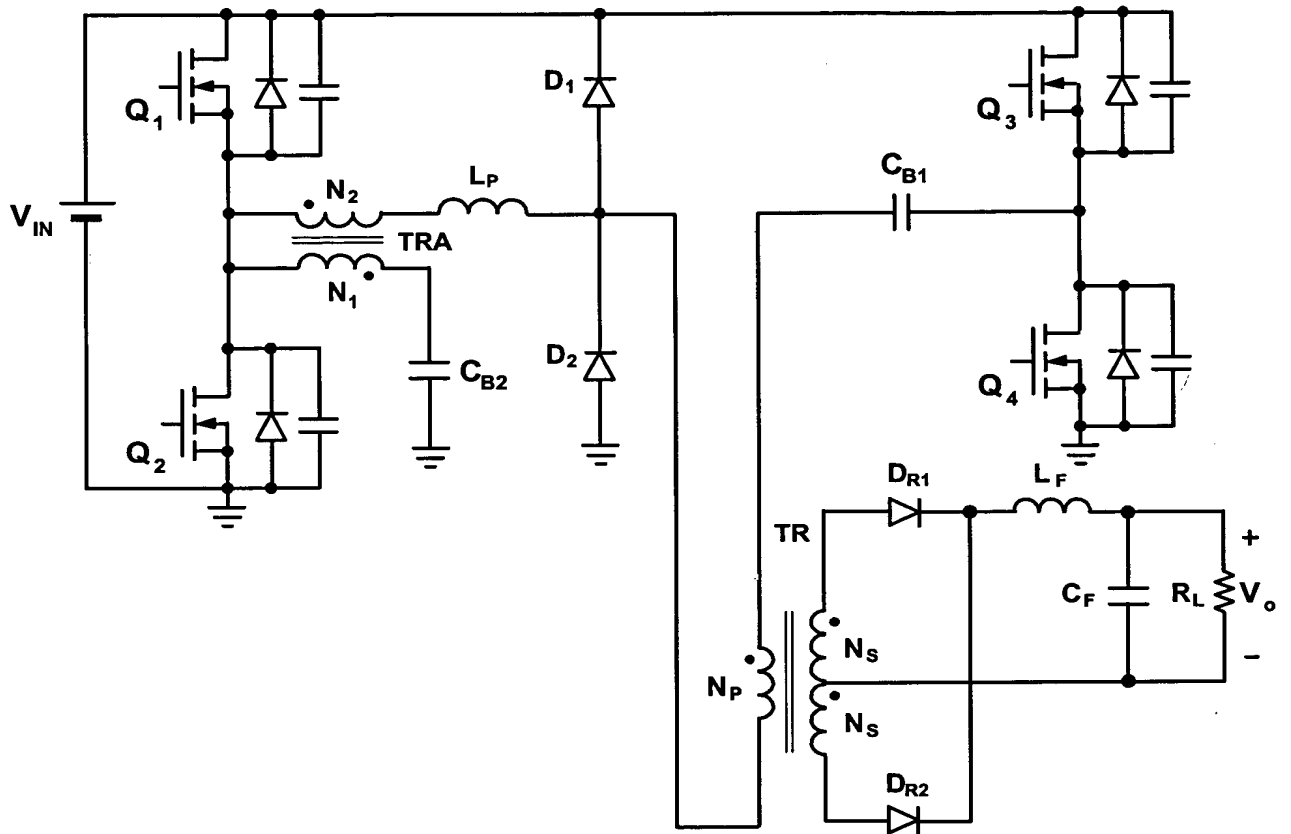 Q1
D1
Q3
N2
LP
CB1
VIN
TRA
N1
D2
CB2
Q2
Q4
DR1
LF
TR
+
CF
RL
Vo
NS
−
NP
NS
DR2